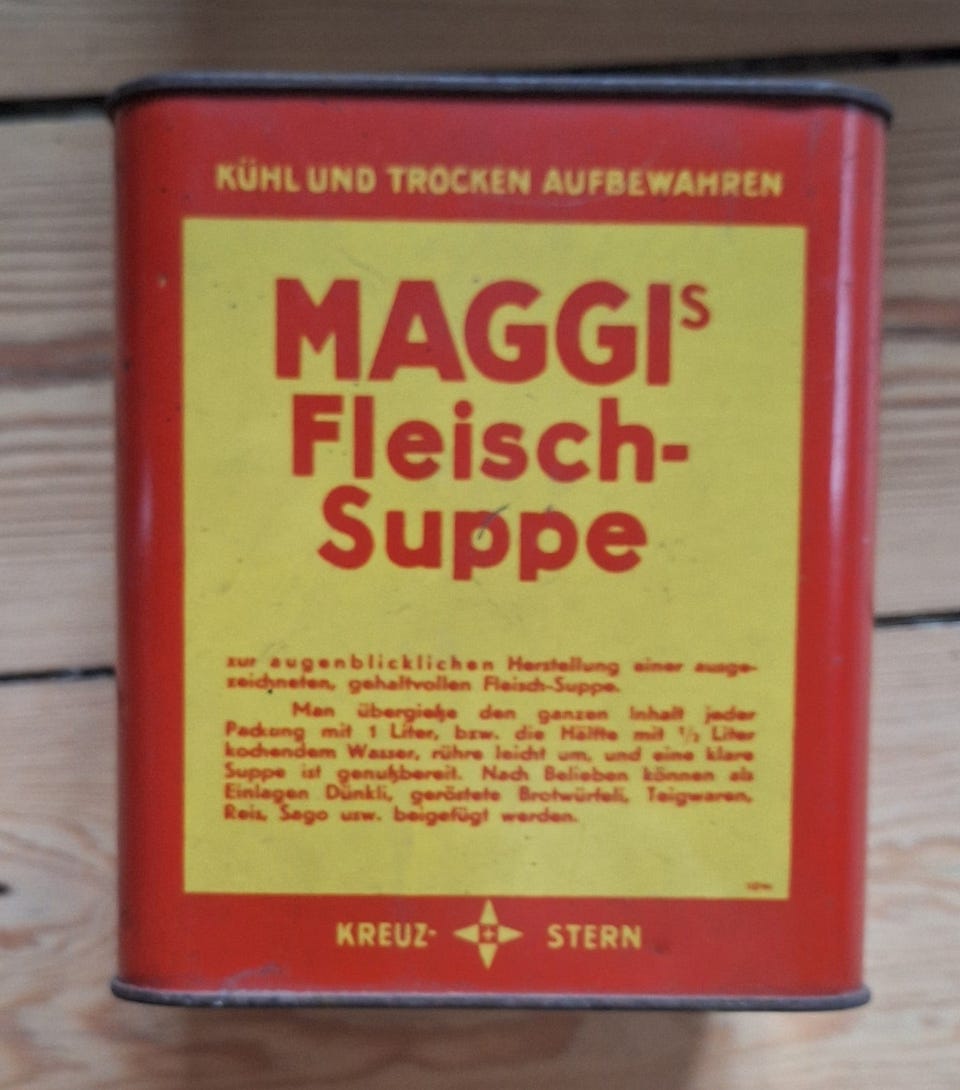 KÜHL UND TROCKEN AUFBEWAHREN
MAGGIS
Fleisch-
Suppe
zur augenblicklichen Herstellung einer ausge-
zeichneten, gehaltvollen Fleisch-Suppe.
Man übergieße den ganzen Inhalt jeder
Packung mit 1 Liter, bzw. die Hälfte mit ½ Liter
kochendem Wasser, rühre leicht um, und eine klare
Suppe ist genußbereit. Nach Belieben können als
Einlagen Dünkli, geröstete Brotwürfeli, Teigwaren,
Reis, Sago usw. beigefügt werden.
KREUZ- STERN